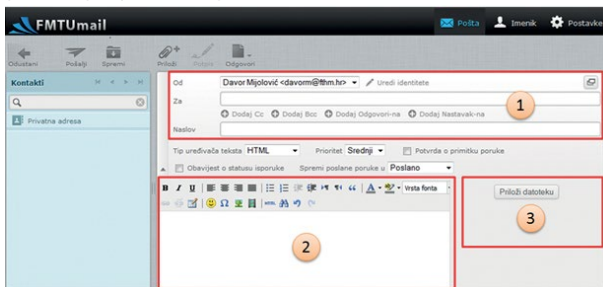 FMTUmail
Pošta Imenik Postavke
Odustani Pošalji Spremi Priloži Potpis Odgovori
Kontakti
Privatna adresa
Od Davor Mijolović <davorm@fthm.hr> Uredi identitete
Za
Dodaj Cc Dodaj Bcc Dodaj Odgovori-na Dodaj Nastavak-na
1
Naslov
Tip uređivača teksta HTML Prioritet Srednji Potvrda o primitku poruke
Obavijest o statusu isporuke Spremi poslane poruke u Poslano
B I U Vrsta fonta
HTML
Priloži datoteku
2
3